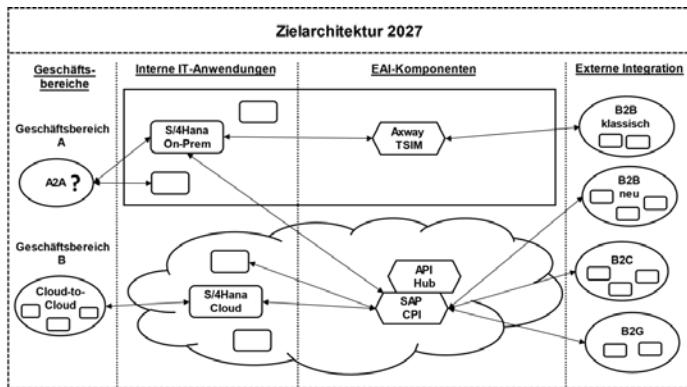 Zielarchitektur 2027
Geschäfts-
bereiche
Interne IT-Anwendungen
EAI-Komponenten
Externe Integration
Geschäftsbereich
A
A2A ?
S/4Hana
On-Prem
Axway
TSIM
B2B
klassisch
B2B
neu
Geschäftsbereich
B
Cloud-to-
Cloud
S/4Hana
Cloud
API
Hub
SAP
CPI
B2C
B2G